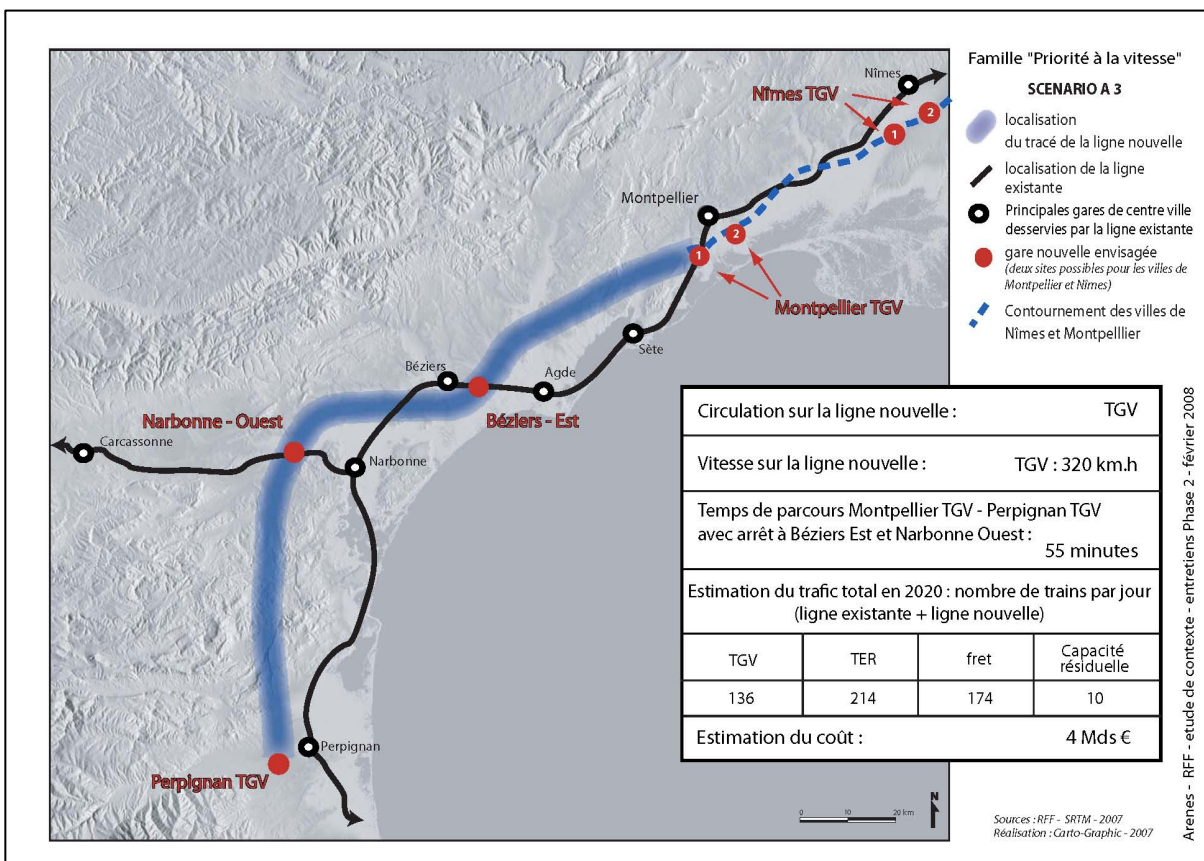 Famille "Priorité à la vitesse"
SCENARIO A 3
localisation
du tracé de la ligne nouvelle
localisation de la ligne
existante
Principales gares de centre ville
desservies par la ligne existante
gare nouvelle envisagée
(deux sites possibles pour les villes de
Montpellier et Nîmes)
Contournement des villes de
Nîmes et Montpelllier
Nîmes
Nîmes TGV
2
1
Montpellier
2
1
Montpellier TGV
Sète
Béziers
Agde
Béziers - Est
Narbonne - Ouest
Carcassonne
Narbonne
Perpignan
Perpignan TGV
Circulation sur la ligne nouvelle : TGV
Vitesse sur la ligne nouvelle : TGV : 320 km.h
Temps de parcours Montpellier TGV - Perpignan TGV
avec arrêt à Béziers Est et Narbonne Ouest :
55 minutes
Estimation du trafic total en 2020 : nombre de trains par jour
(ligne existante + ligne nouvelle)
TGV TER fret Capacité
résiduelle
136 214 174 10
Estimation du coût : 4 Mds €
0 10 20 km
N
Sources : RFF - SRTM - 2007
Réalisation : Carto-Graphic - 2007
Arenes - RFF - etude de contexte - entretiens Phase 2 - février 2008